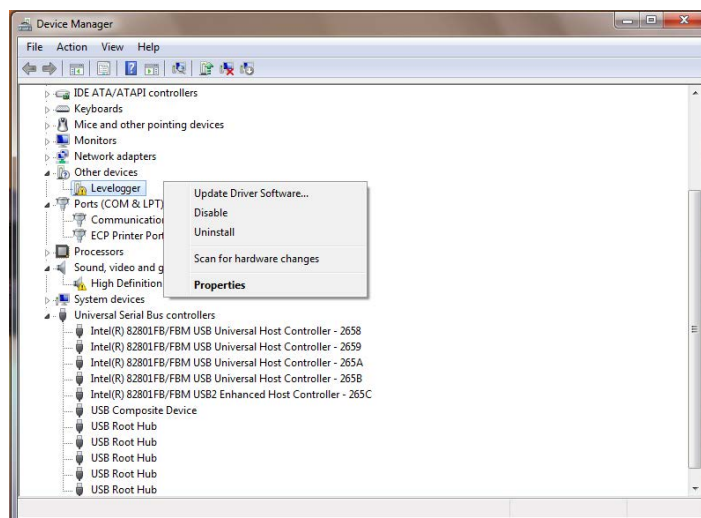 Device Manager
File Action View Help
IDE ATA/ATAPI controllers
Keyboards
Mice and other pointing devices
Monitors
Network adapters
Other devices
Levelogger
Ports (COM & LPT)
Communication
ECP Printer Port
Processors
Sound, video and g
High Definition
System devices
Universal Serial Bus controllers
Intel(R) 82801FB/FBM USB Universal Host Controller - 2658
Intel(R) 82801FB/FBM USB Universal Host Controller - 2659
Intel(R) 82801FB/FBM USB Universal Host Controller - 265A
Intel(R) 82801FB/FBM USB Universal Host Controller - 265B
Intel(R) 82801FB/FBM USB2 Enhanced Host Controller - 265C
USB Composite Device
USB Root Hub
USB Root Hub
USB Root Hub
USB Root Hub
USB Root Hub
Update Driver Software...
Disable
Uninstall
Scan for hardware changes
Properties